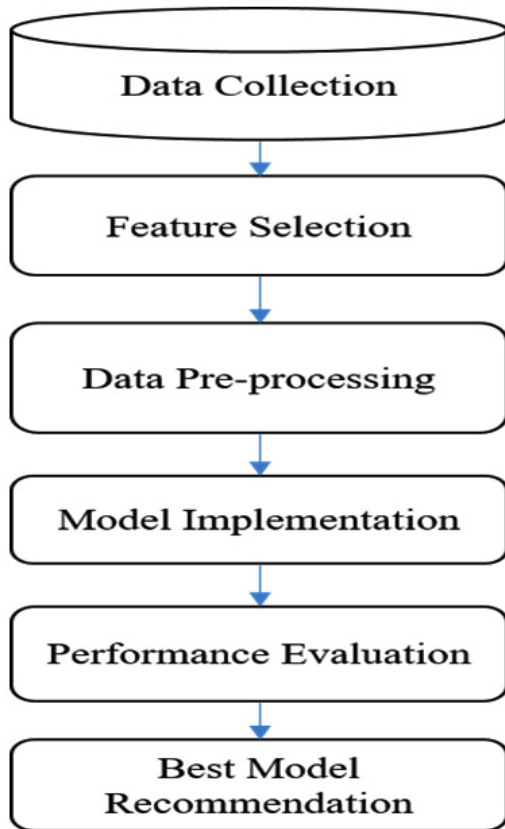 Data Collection
Feature Selection
Data Pre-processing
Model Implementation
Performance Evaluation
Best Model
Recommendation